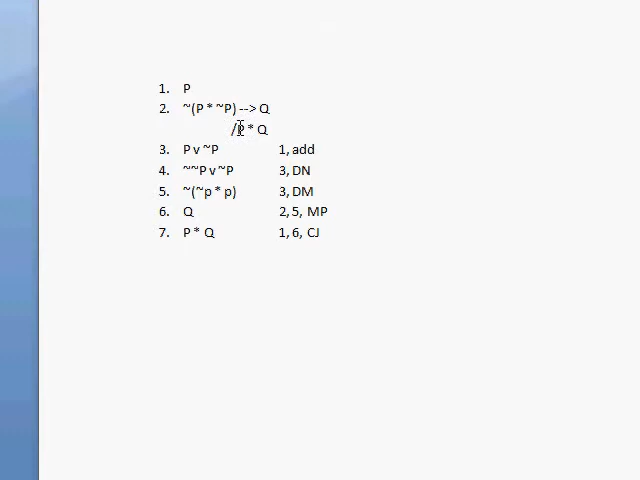 1. P
2. ~(P * ~P) --> Q
/P * Q
3. P v ~P 1, add
4. ~~P v ~P 3, DN
5. ~(~p * p) 3, DM
6. Q 2, 5, MP
7. P * Q 1, 6, CJ